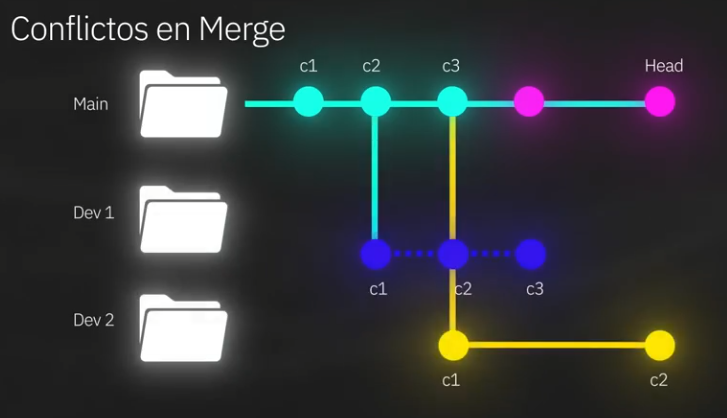 Conflictos en Merge
c1
c2
c3
Head
Main
Dev 1
c1
c2
c3
Dev 2
c1
c2